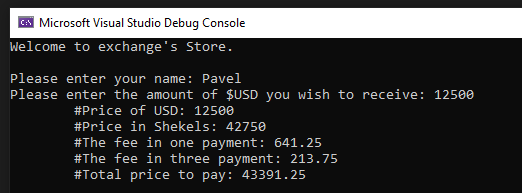 Microsoft Visual Studio Debug Console
Welcome to exchange's Store.
Please enter your name: Pavel
Please enter the amount of $USD you wish to receive: 12500
#Price of USD: 12500
#Price in Shekels: 42750
#The fee in one payment: 641.25
#The fee in three payment: 213.75
#Total price to pay: 43391.25